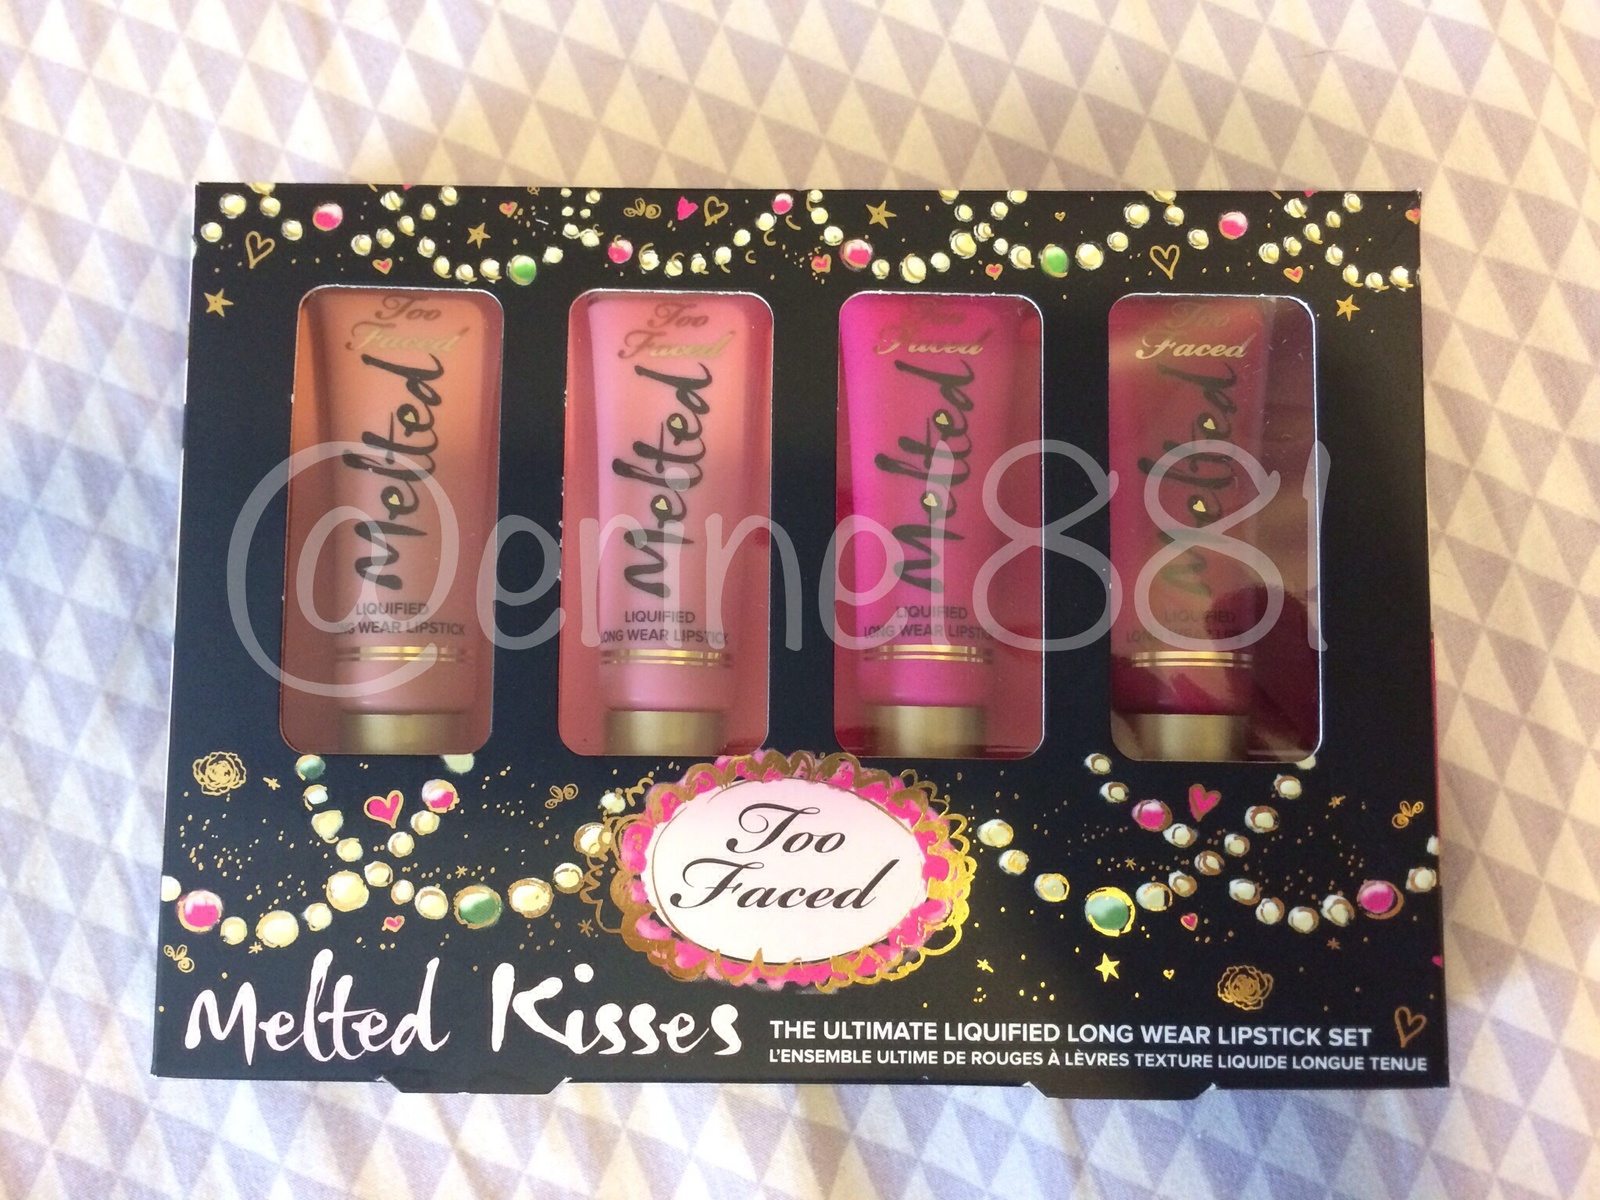 Too
Faced
Melted
LIQUIFIED
LONG WEAR LIPSTICK
Too
Faced
Melted
LIQUIFIED
LONG WEAR LIPSTICK
Too
Faced
Melted
LIQUIFIED
LONG WEAR LIPSTICK
Too
Faced
Melted
LIQUIFIED
LONG WEAR
Too
Faced
Melted Kisses
THE ULTIMATE LIQUIFIED LONG WEAR LIPSTICK SET
L'ENSEMBLE ULTIME DE ROUGES À LÈVRES TEXTURE LIQUIDE LONGUE TENUE